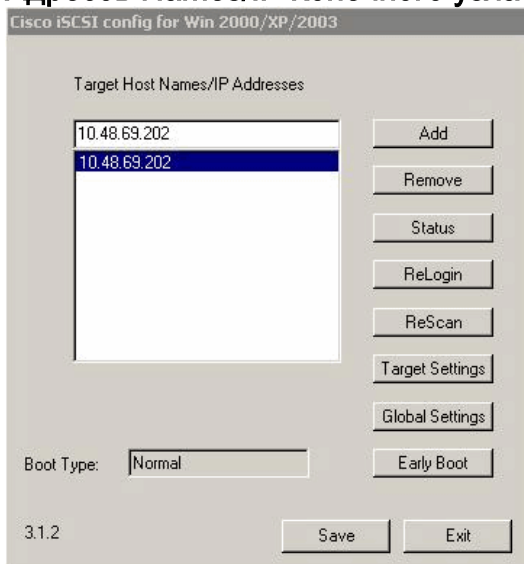 Cisco iSCSI config for Win 2000/XP/2003
Target Host Names/IP Addresses
10.48.69.202
Add
10.48.69.202
Remove
Status
ReLogin
ReScan
Target Settings
Global Settings
Boot Type: Normal
Early Boot
3.1.2
Save
Exit